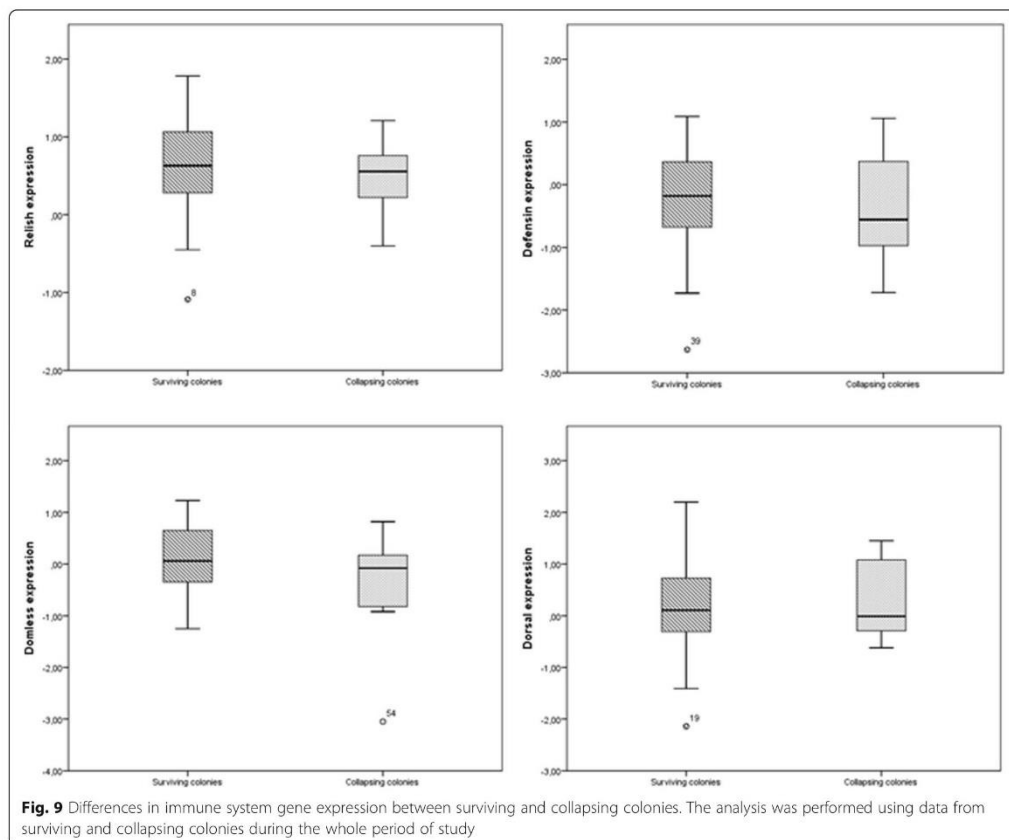 Relish expression
2,00
1,00
,00
-1,00
-2,00
8
Surviving colonies
Collapsing colonies
Defensin expression
2,00
1,00
,00
-1,00
-2,00
-3,00
39
Surviving colonies
Collapsing colonies
Domless expression
2,00
1,00
,00
-1,00
-2,00
-3,00
-4,00
54
Surviving colonies
Collapsing colonies
Dorsal expression
3,00
2,00
1,00
,00
-1,00
-2,00
-3,00
19
Surviving colonies
Collapsing colonies
Fig. 9 Differences in immune system gene expression between surviving and collapsing colonies. The analysis was performed using data from
surviving and collapsing colonies during the whole period of study